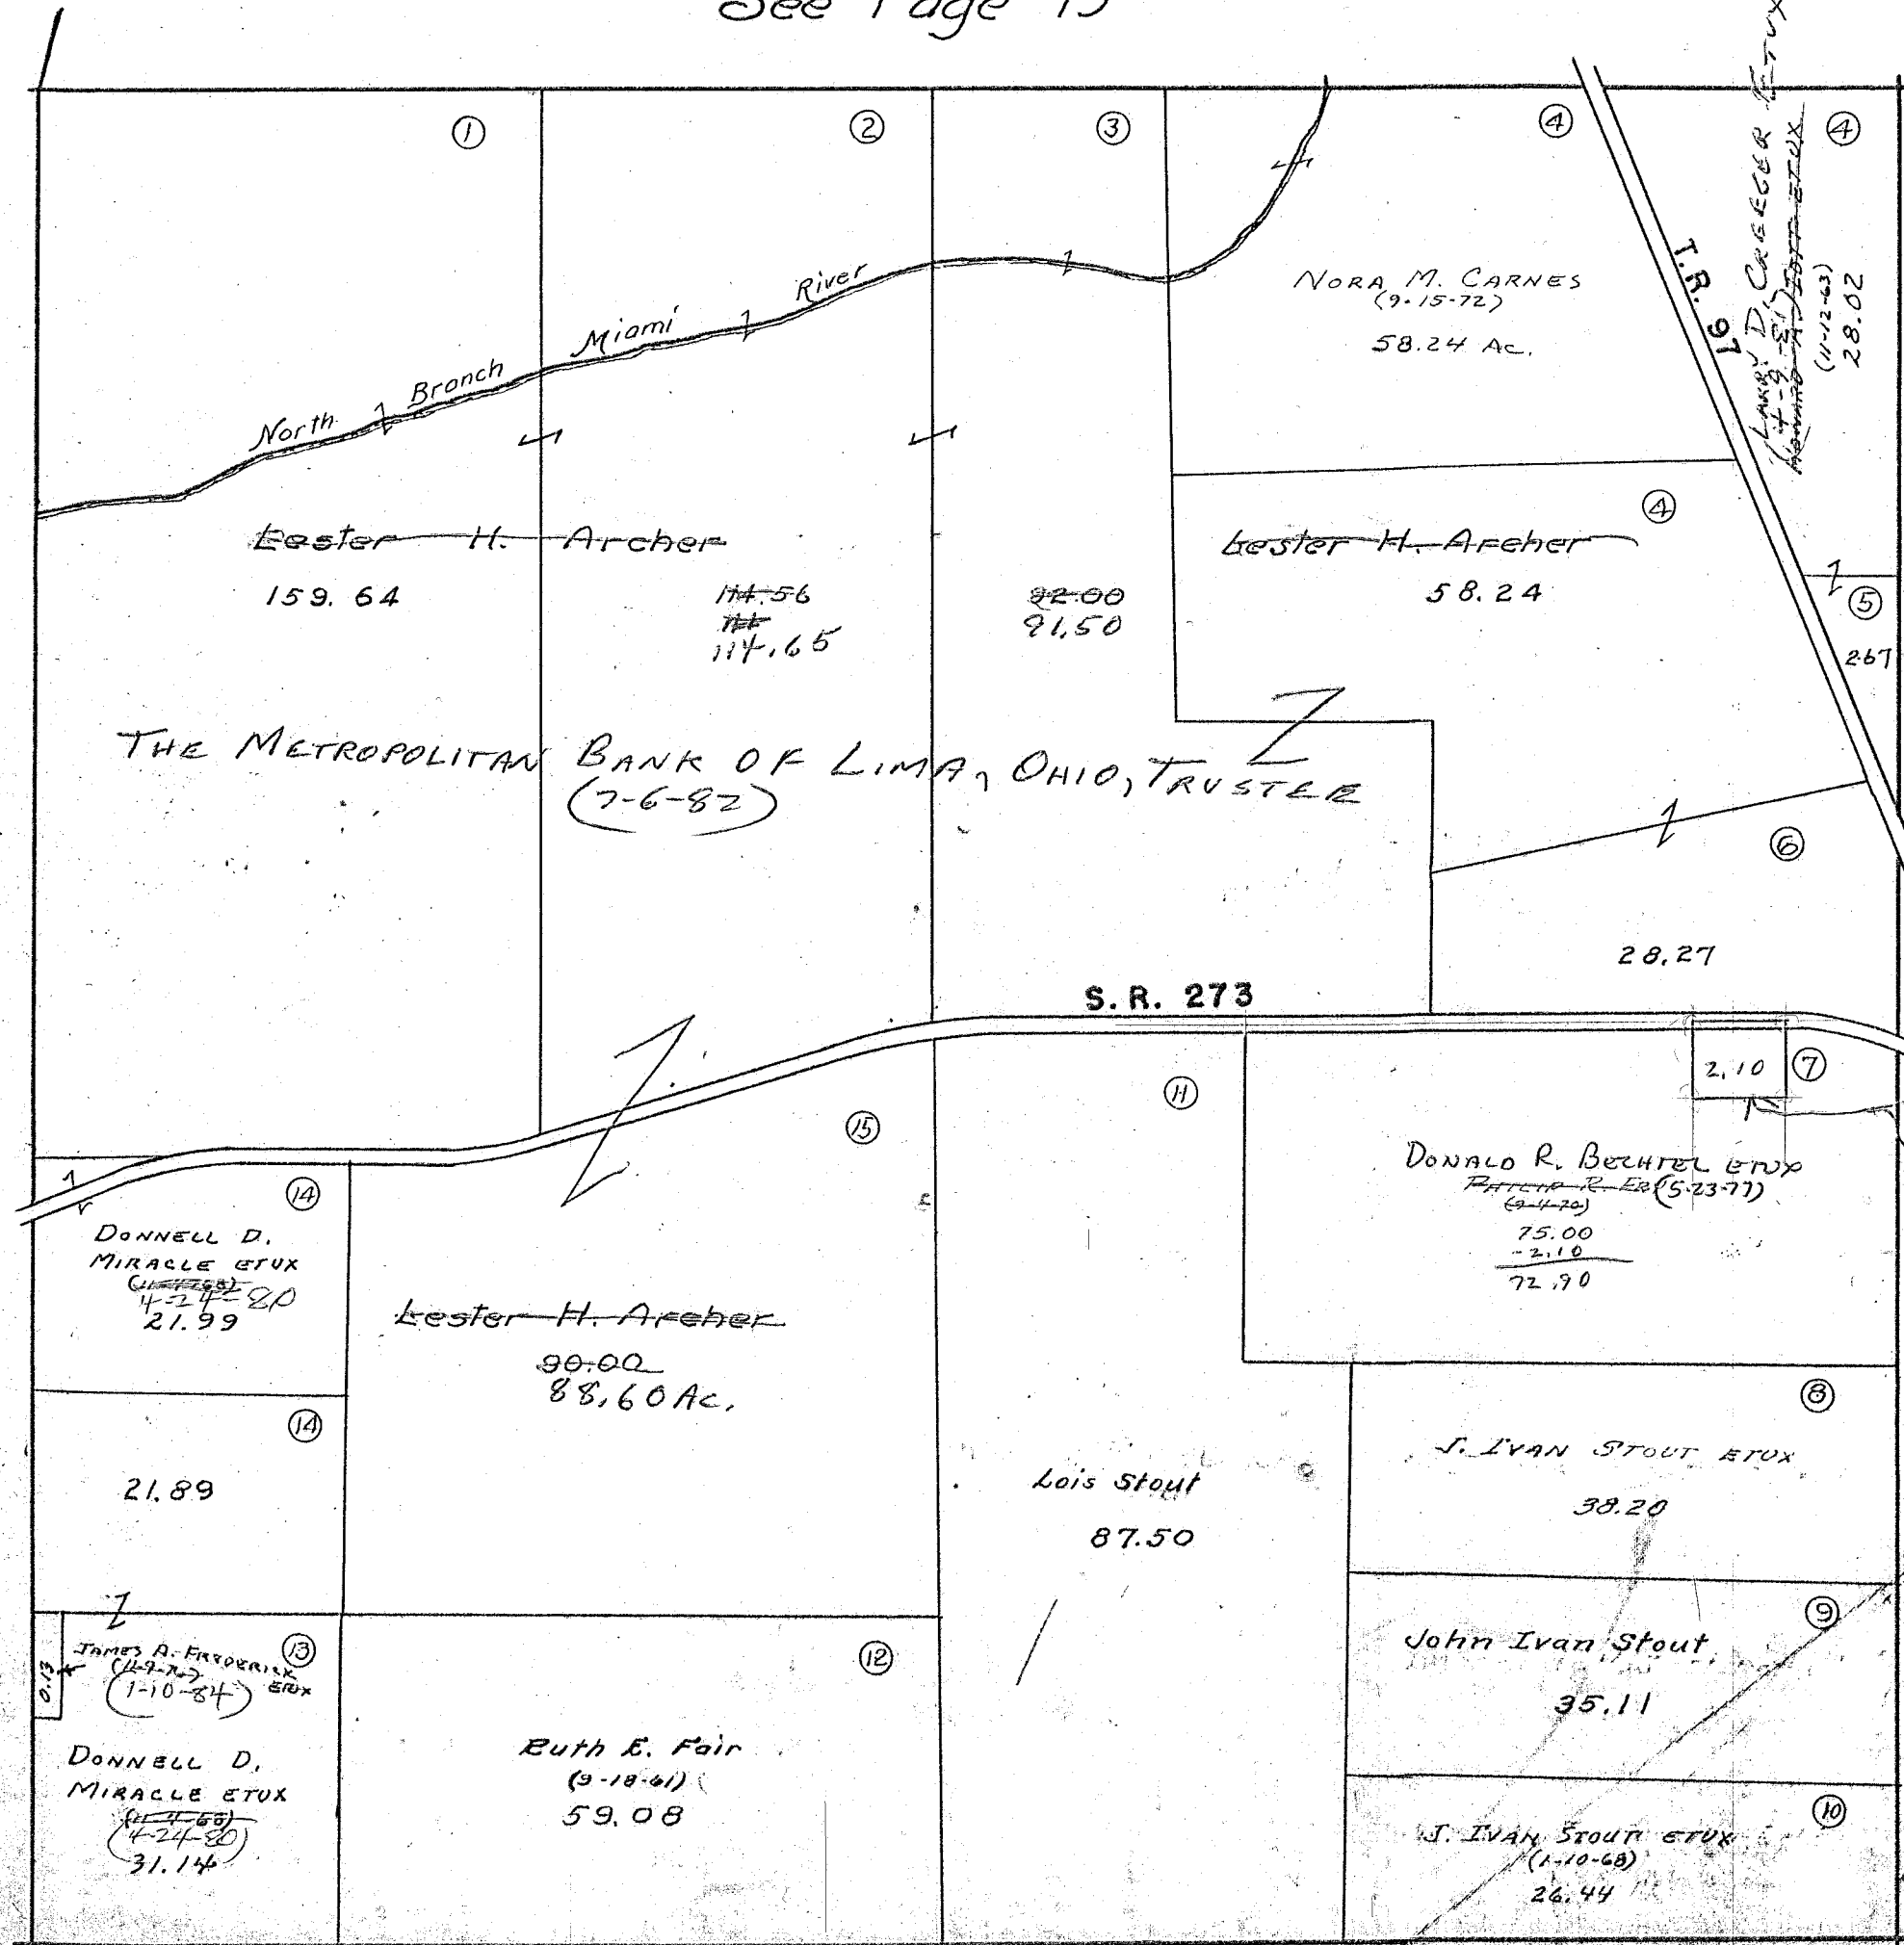 See Page 15
1
2
3
4
4
North Branch Miami River
NORA M. CARNES
(9-15-72)
58.24 AC.
T.R. 97
LARRY D. CREEGER ETUX
(4-9-81)
(11-12-63)
28.02
4
Lester H. Archer
58.24
5
2.67
Lester H. Archer
159.64
114.56
114.65
92.00
91.50
THE METROPOLITAN BANK OF LIMA, OHIO, TRUSTEE
(7-6-82)
6
28.27
S.R. 273
2.10
7
11
15
14
DONNELL D.
MIRACLE ETUX
4-24-80
21.99
DONALD R. BECHTEL ETUX
(5-23-77)
75.00
-2.10
72.90
Lester H. Archer
90.00
88.60 AC.
14
21.89
8
J. IVAN STOUT ETUX
38.20
Lois Stout
87.50
9
John Ivan Stout
35.11
13
0.13
JAMES A. FREDERICK
ETUX
(1-10-84)
12
DONNELL D.
MIRACLE ETUX
(4-24-80)
31.14
Ruth E. Fair
(9-18-61)
59.08
10
J. IVAN STOUT ETUX
(1-10-68)
26.44